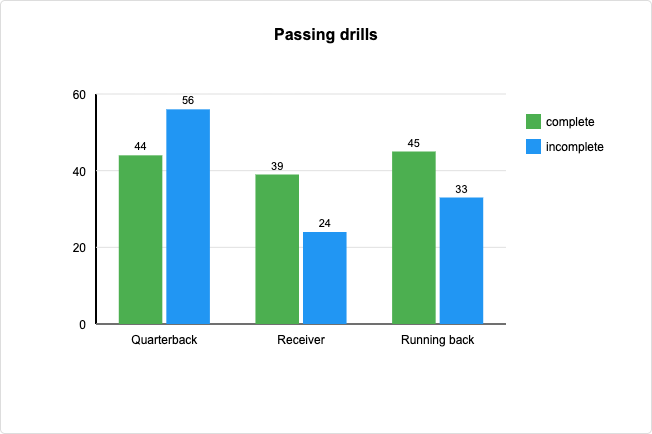 Passing drills
60
40
20
0
44
56
39
24
45
33
Quarterback
Receiver
Running back
complete
incomplete